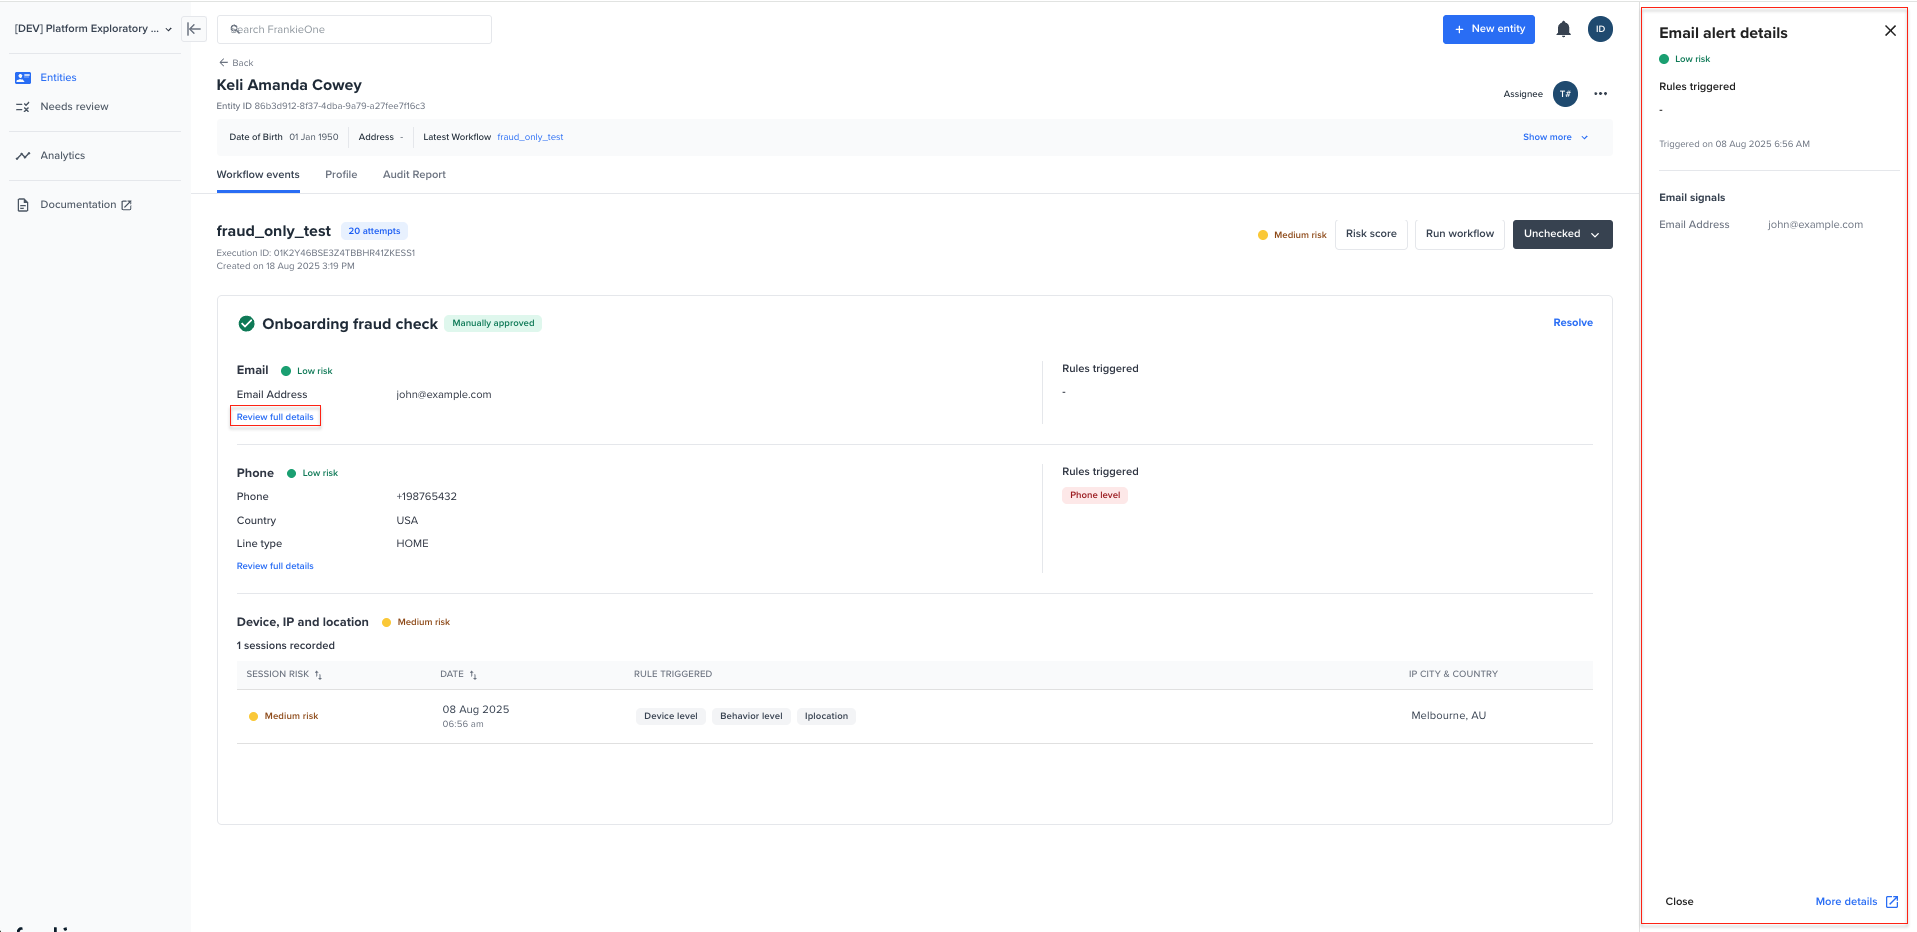 [DEV] Platform Exploratory ...
Entities
Needs review
Analytics
Documentation
Search FrankieOne
+ New entity
ID
Back
Keli Amanda Cowey
Entity ID 86b3d912-8f37-4dba-9a79-a27fee7f16c3
Assignee T# ...
Date of Birth 01 Jan 1950 Address - Latest Workflow fraud_only_test Show more
Workflow events Profile Audit Report
fraud_only_test 20 attempts
Execution ID: 01K2Y46BSE3Z4TBBHR41ZKESS1
Created on 18 Aug 2025 3:19 PM
Medium risk Risk score Run workflow Unchecked
Onboarding fraud check Manually approved Resolve
Email Low risk
Email Address john@example.com
Review full details
Rules triggered
-
Phone Low risk
Phone +198765432
Country USA
Line type HOME
Review full details
Rules triggered
Phone level
Device, IP and location Medium risk
1 sessions recorded
SESSION RISK DATE RULE TRIGGERED IP CITY & COUNTRY
Medium risk 08 Aug 2025 06:56 am Device level Behavior level Iplocation Melbourne, AU
Email alert details
Low risk
Rules triggered
-
Triggered on 08 Aug 2025 6:56 AM
Email signals
Email Address john@example.com
Close More details